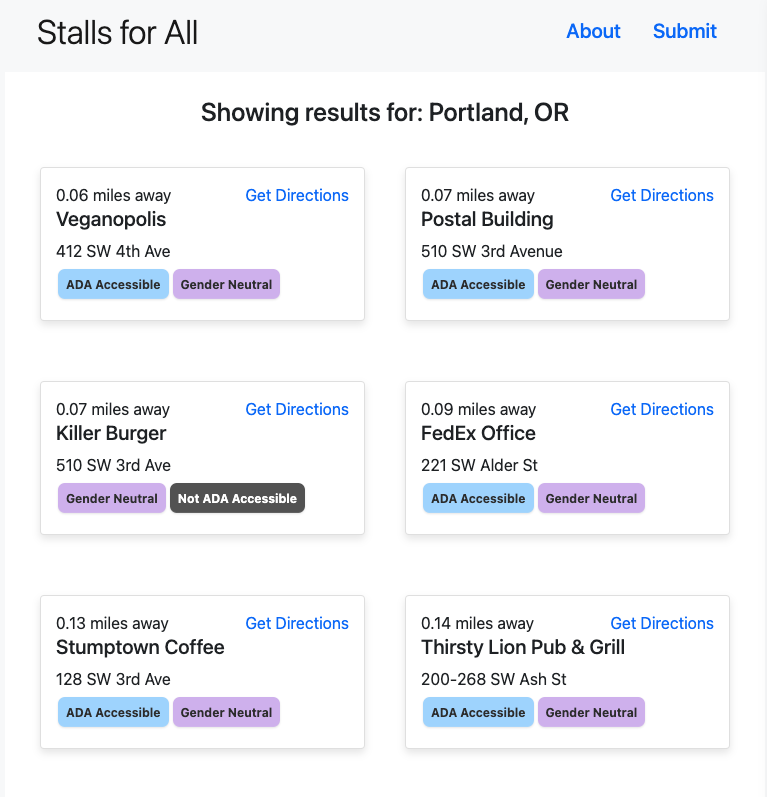 Stalls for All
About Submit
Showing results for: Portland, OR
0.06 miles away Get Directions
Veganopolis
412 SW 4th Ave
ADA Accessible Gender Neutral
0.07 miles away Get Directions
Postal Building
510 SW 3rd Avenue
ADA Accessible Gender Neutral
0.07 miles away Get Directions
Killer Burger
510 SW 3rd Ave
Gender Neutral Not ADA Accessible
0.09 miles away Get Directions
FedEx Office
221 SW Alder St
ADA Accessible Gender Neutral
0.13 miles away Get Directions
Stumptown Coffee
128 SW 3rd Ave
ADA Accessible Gender Neutral
0.14 miles away Get Directions
Thirsty Lion Pub & Grill
200-268 SW Ash St
ADA Accessible Gender Neutral